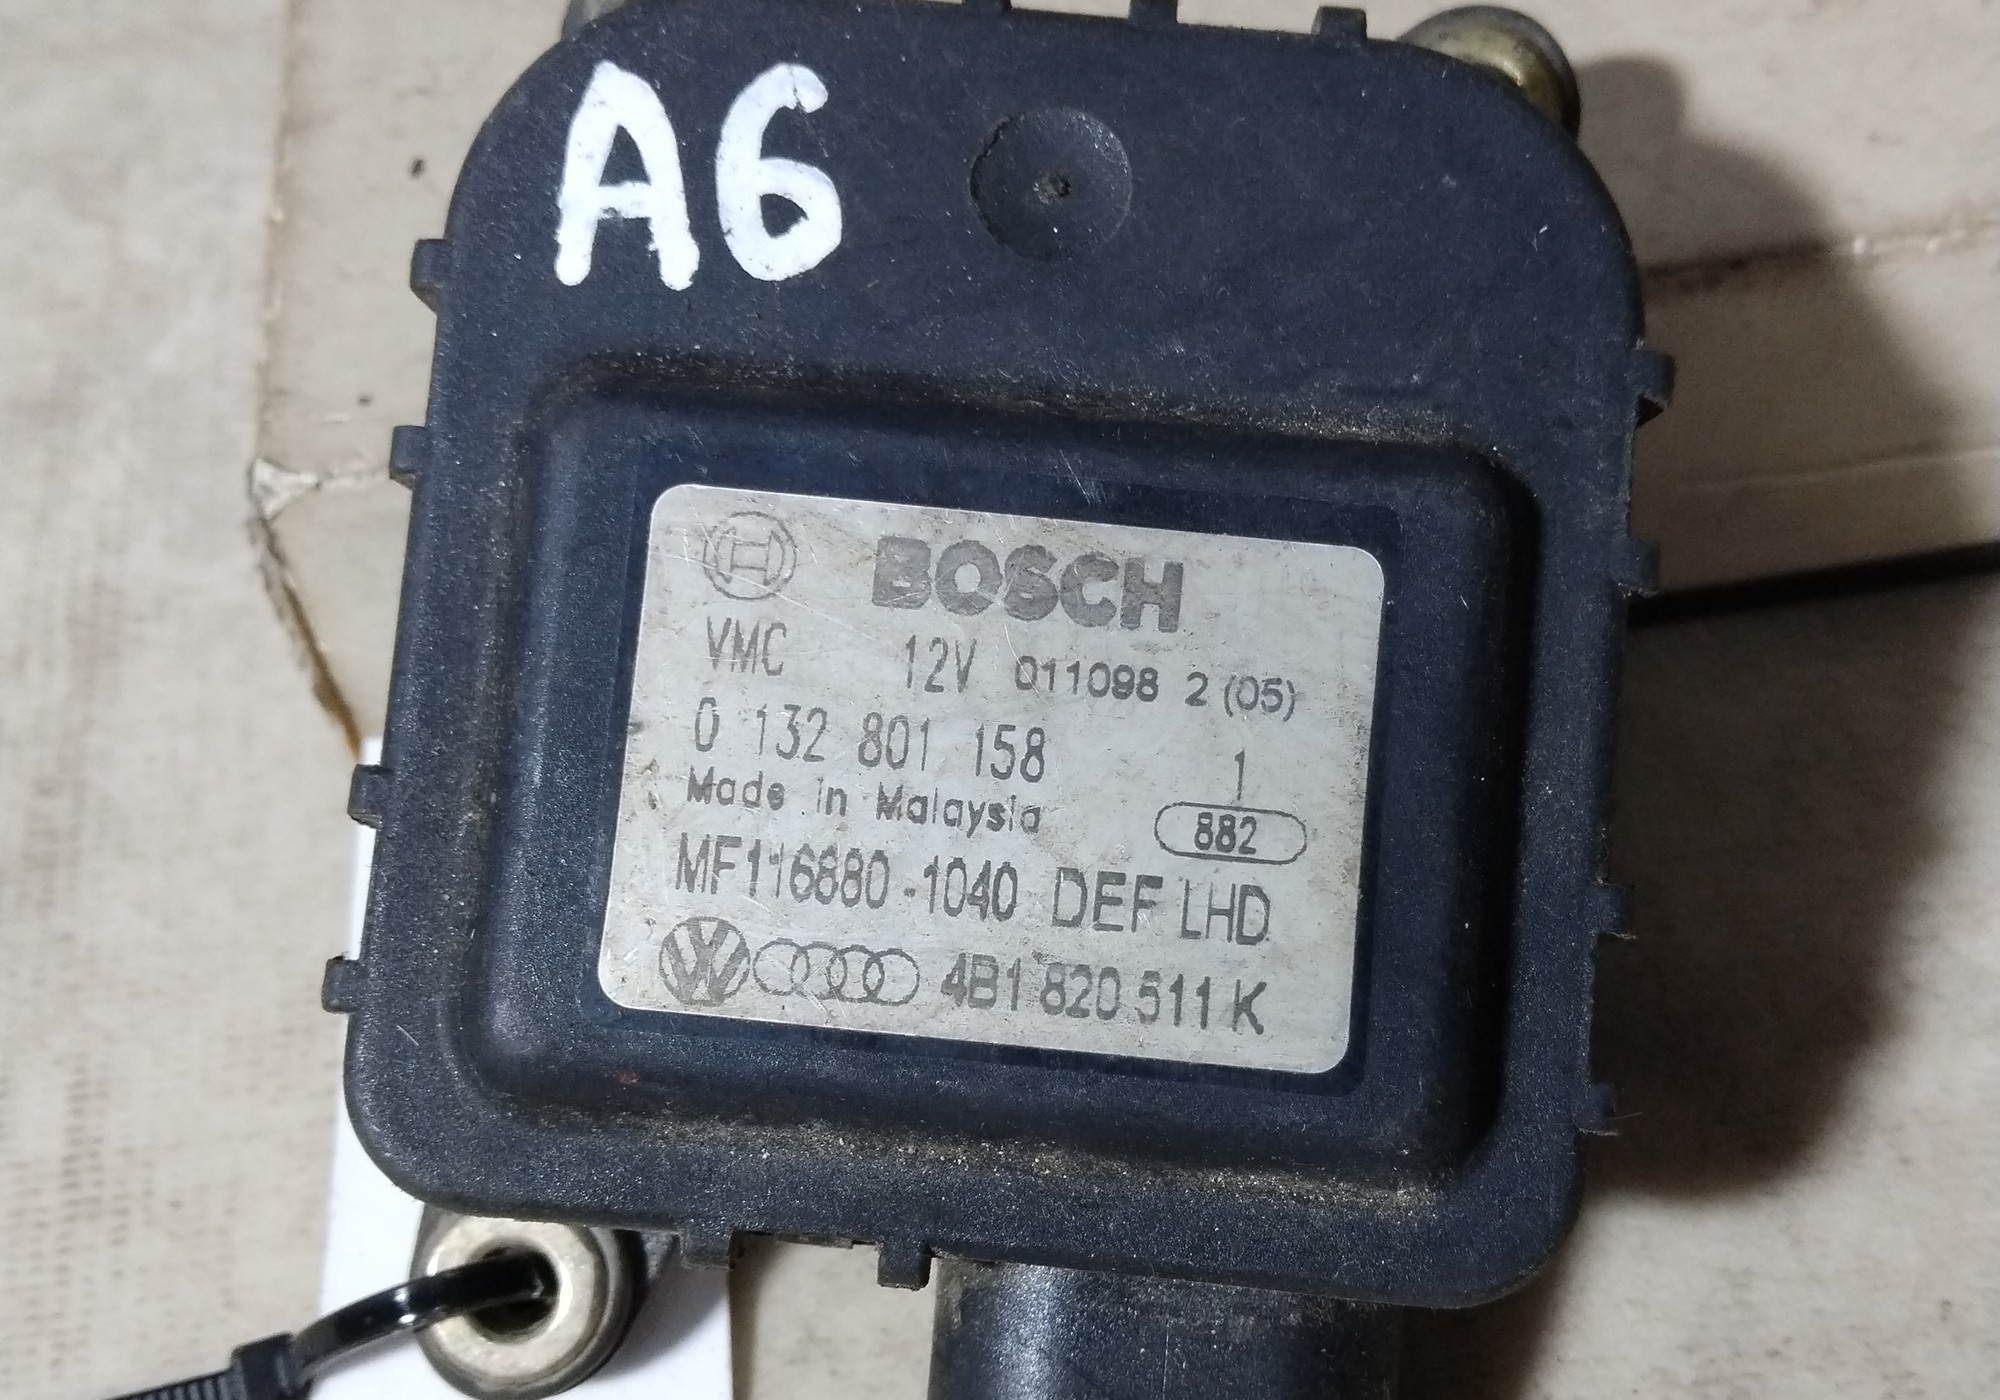 A6
BOSCH
VMC 12V 011098 2 (05)
0 132 801 158 1
Made in Malaysia 882
MF116880-1040 DEF LHD
4B1 820 511 K